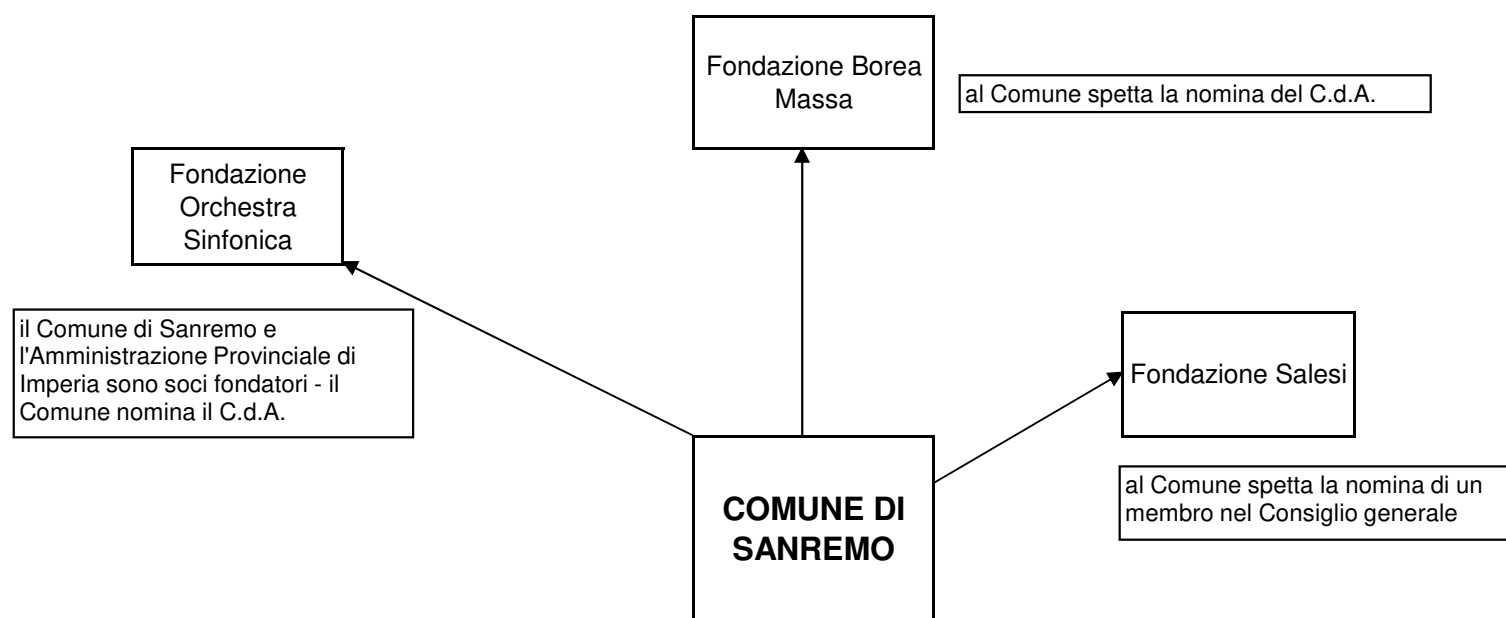 Fondazione Borea
Massa
al Comune spetta la nomina del C.d.A.
Fondazione
Orchestra
Sinfonica
il Comune di Sanremo e
l'Amministrazione Provinciale di
Imperia sono soci fondatori - il
Comune nomina il C.d.A.
Fondazione Salesi
al Comune spetta la nomina di un
membro nel Consiglio generale
COMUNE DI
SANREMO